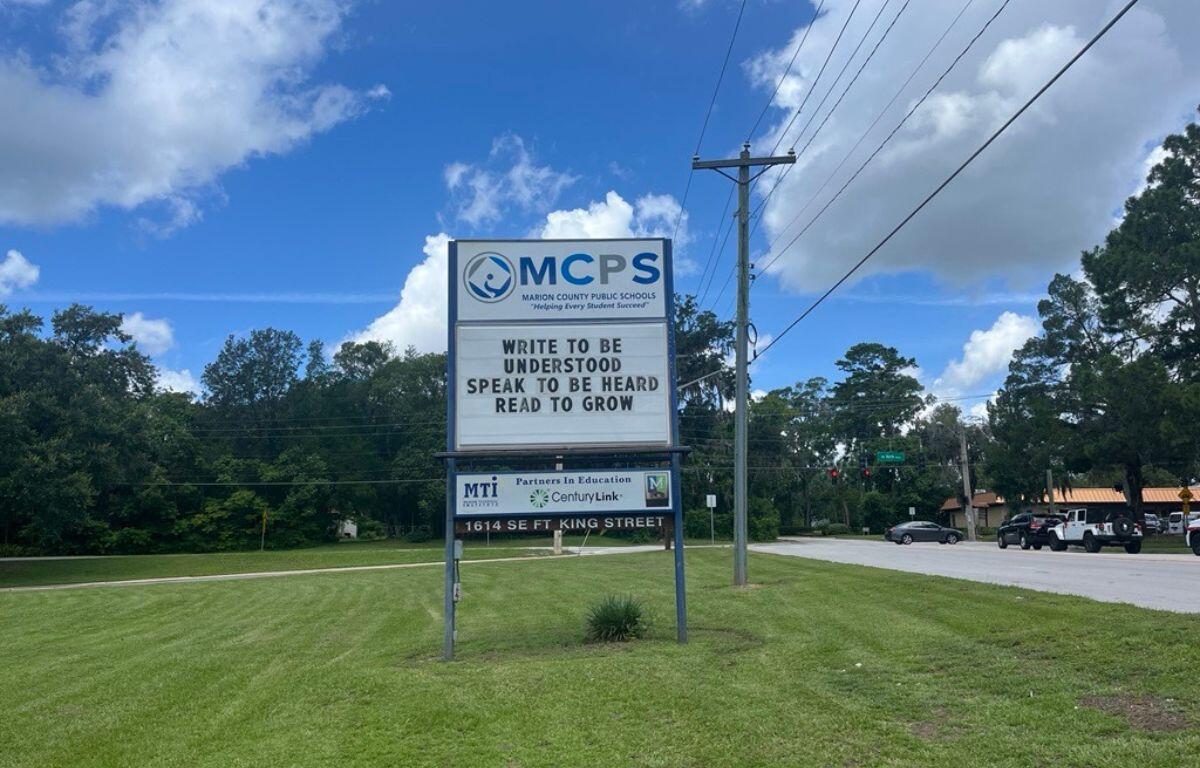 MCPS
MARION COUNTY PUBLIC SCHOOLS
"Helping Every Student Succeed"
WRITE TO BE
UNDERSTOOD
SPEAK TO BE HEARD
READ TO GROW
Partners In Education
MTi
CenturyLink
M
1614 SE FT KING STREET